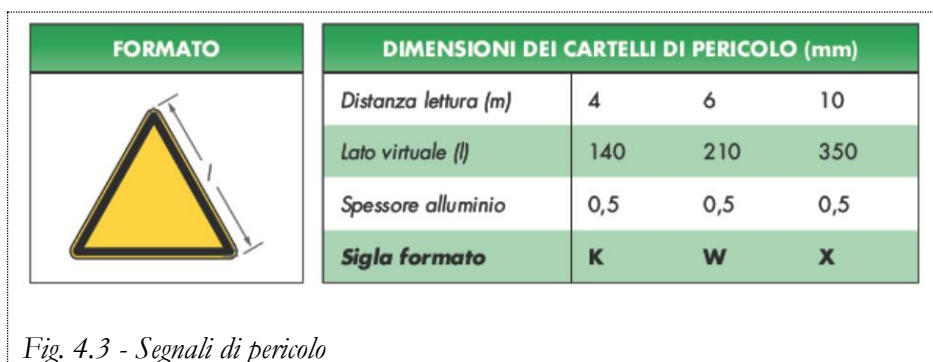 FORMATO
l
DIMENSIONI DEI CARTELLI DI PERICOLO (mm)
Distanza lettura (m) 4 6 10
Lato virtuale (l) 140 210 350
Spessore alluminio 0,5 0,5 0,5
Sigla formato K W X
Fig. 4.3 - Segnali di pericolo